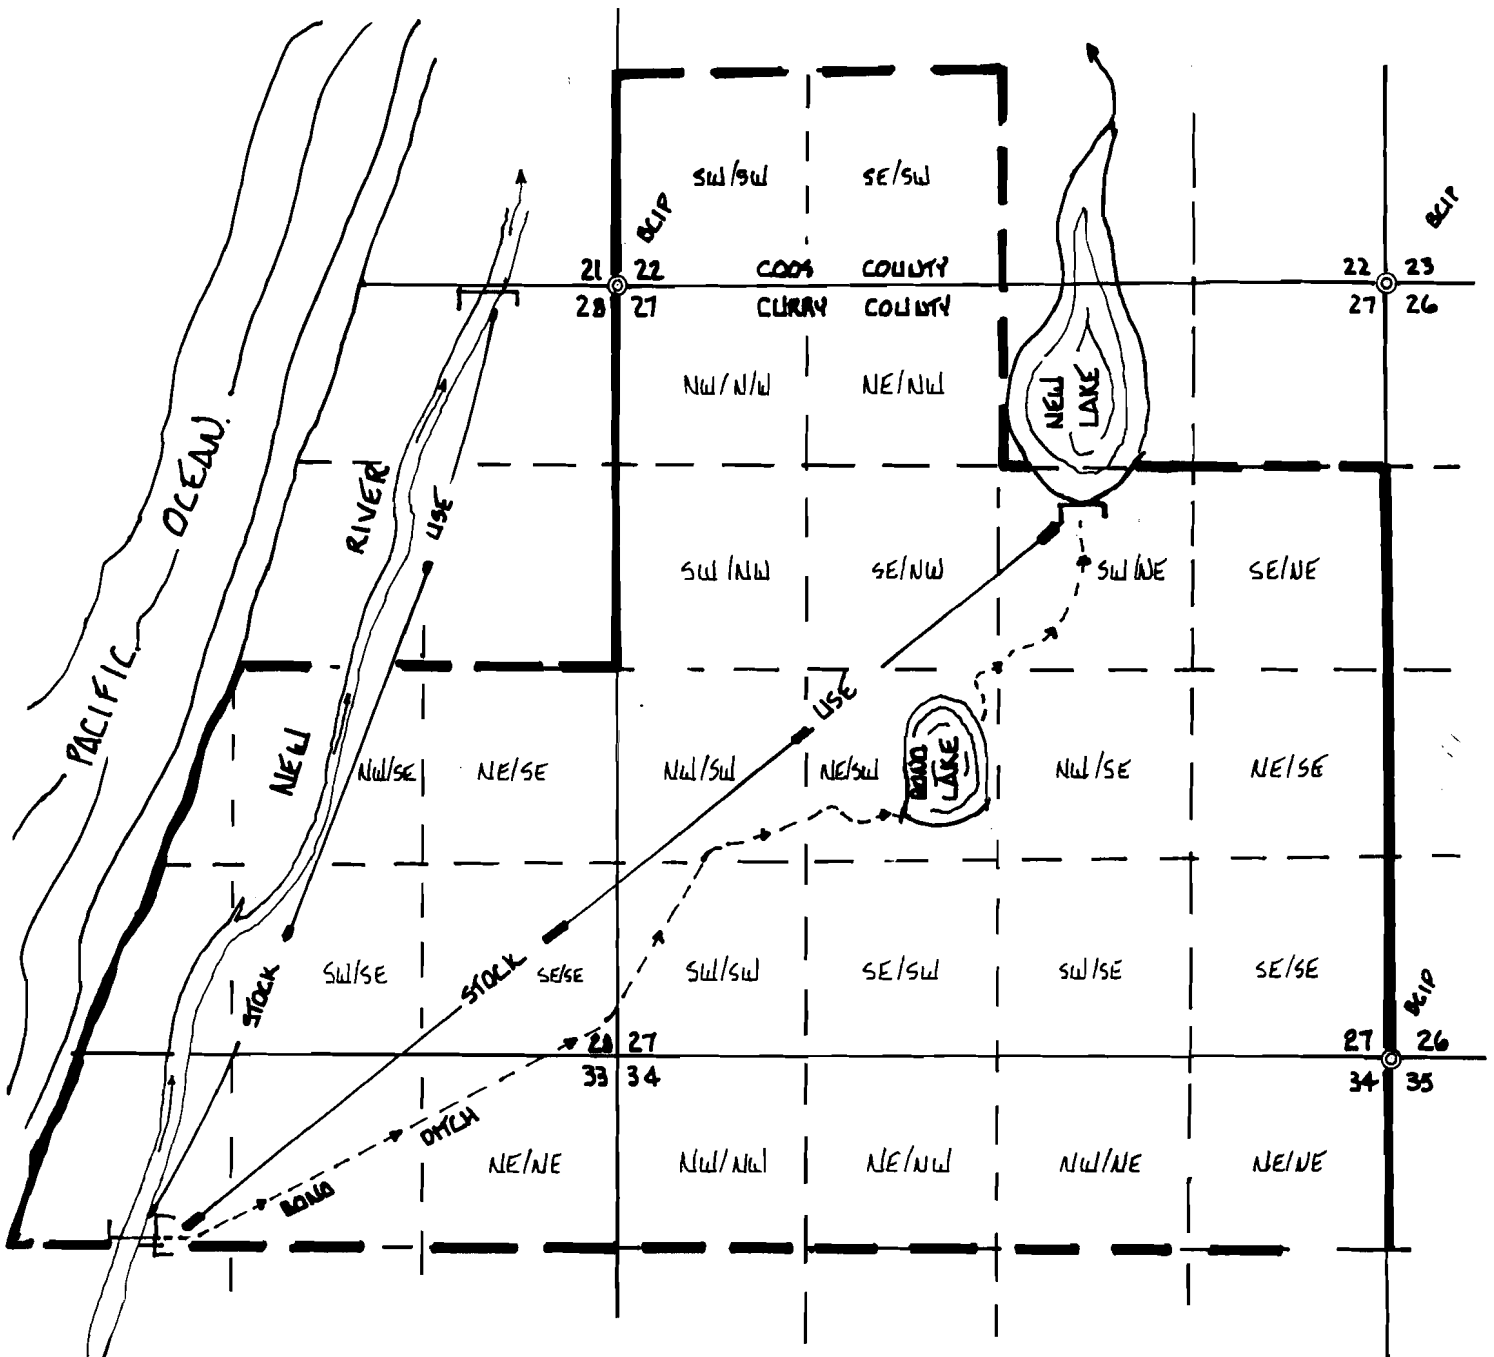 SW/SW SE/SW
BCIP
BCIP
21 22
COOS COUNTY
22 23
28 27
CURRY COUNTY
27 26
NW/N/W NE/NW
NEW
LAKE
PACIFIC OCEAN
NEW RIVER
STOCK USE
SW/NW SE/NW SW/NE SE/NE
STOCK USE
NW/SE NE/SE NW/SW NE/SW
BONO
LAKE
NW/SE NE/SE
SW/SE SE/SE SW/SW SE/SW SW/SE SE/SE
BCIP
28 27
27 26
33 34
34 35
BONO DITCH
NE/NE NW/NW NE/NW NW/NE NE/NE